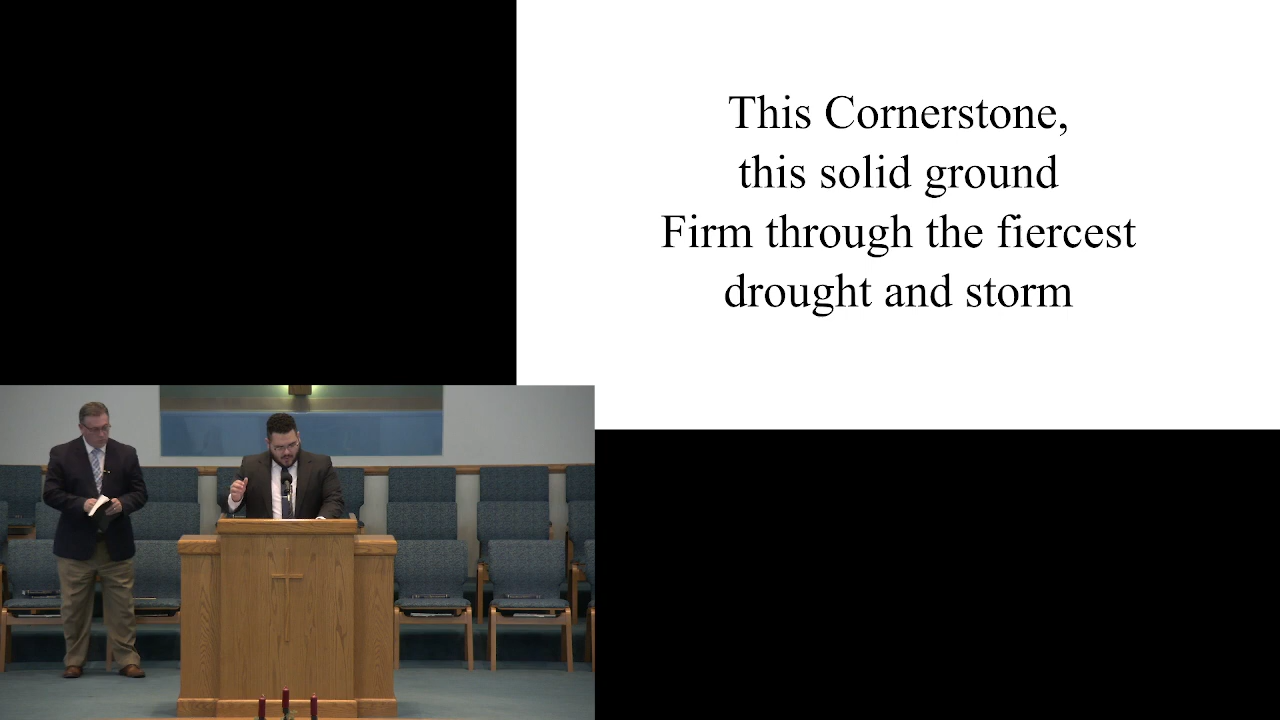 This Cornerstone,
this solid ground
Firm through the fiercest
drought and storm